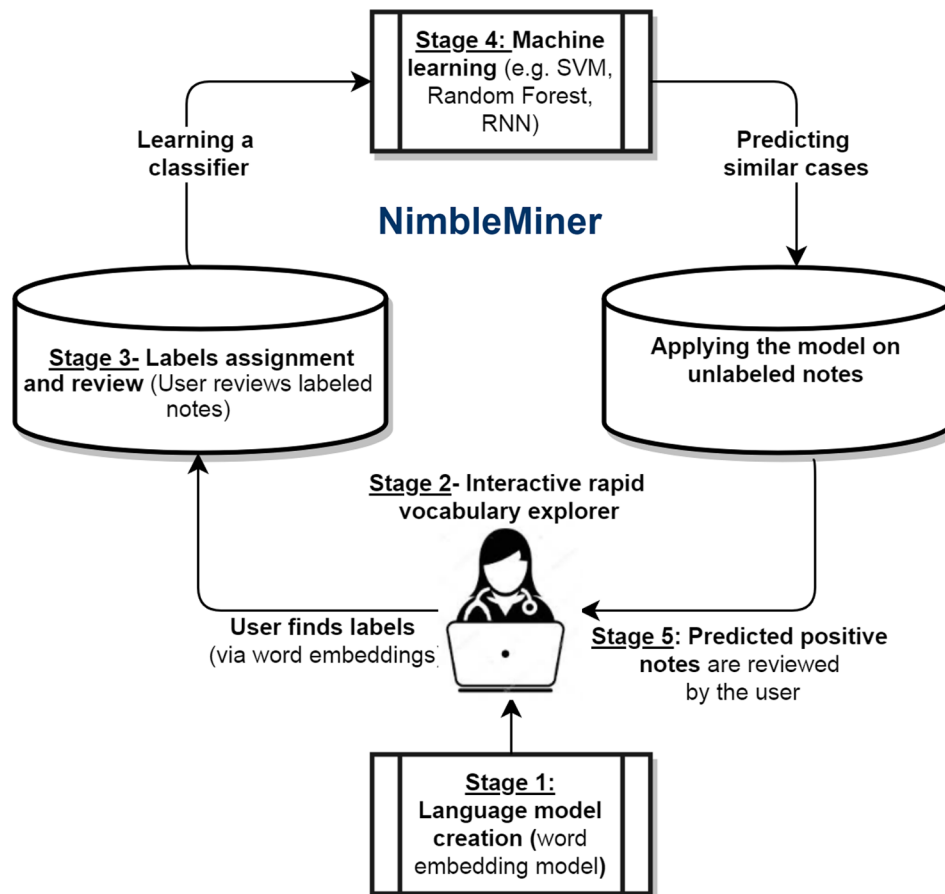 Stage 4: Machine
learning (e.g. SVM,
Random Forest,
RNN)
Learning a
classifier
Predicting
similar cases
NimbleMiner
Stage 3- Labels assignment
and review (User reviews labeled
notes)
Applying the model on
unlabeled notes
Stage 2- Interactive rapid
vocabulary explorer
User finds labels
(via word embeddings)
Stage 5: Predicted positive
notes are reviewed
by the user
Stage 1:
Language model
creation (word
embedding model)